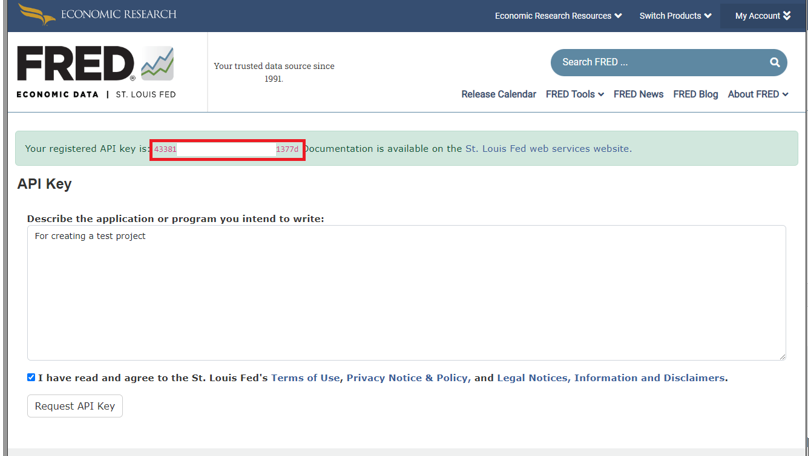 ECONOMIC RESEARCH
Economic Research Resources Switch Products My Account
FRED®
ECONOMIC DATA | ST. LOUIS FED
Your trusted data source since
1991.
Search FRED ...
Release Calendar FRED Tools FRED News FRED Blog About FRED
Your registered API key is: 43381 1377d Documentation is available on the St. Louis Fed web services website.
API Key
Describe the application or program you intend to write:
For creating a test project
I have read and agree to the St. Louis Fed's Terms of Use, Privacy Notice & Policy, and Legal Notices, Information and Disclaimers.
Request API Key